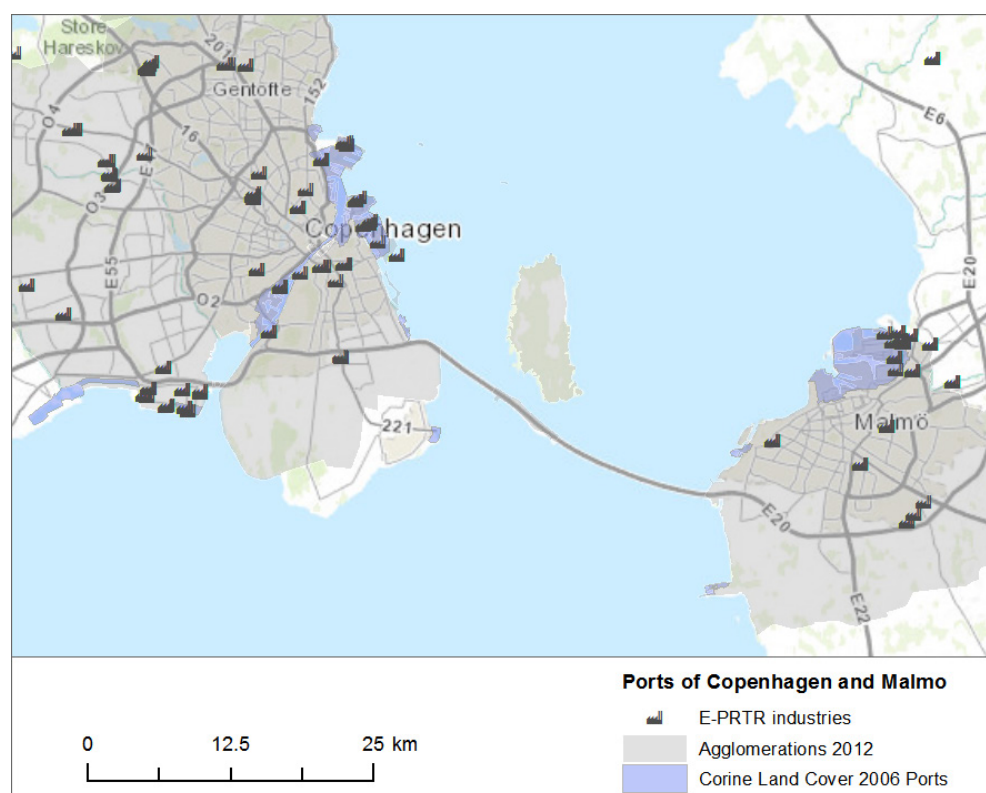 Store
Hareskov
201
Gentofte
152
O4
16
E6
O3
Copenhagen
E55
E20
O2
221
Malmö
E20
E22
Ports of Copenhagen and Malmo
E-PRTR industries
Agglomerations 2012
Corine Land Cover 2006 Ports
0 12.5 25 km